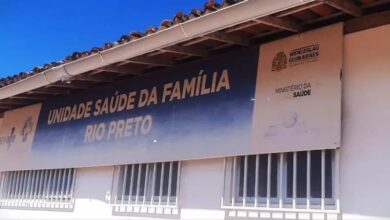 UNIDADE SAÚDE DA FAMÍLIA
RIO PRETO
WENCESLAU
GUIMARÃES
MINISTÉRIO DA
SAÚDE